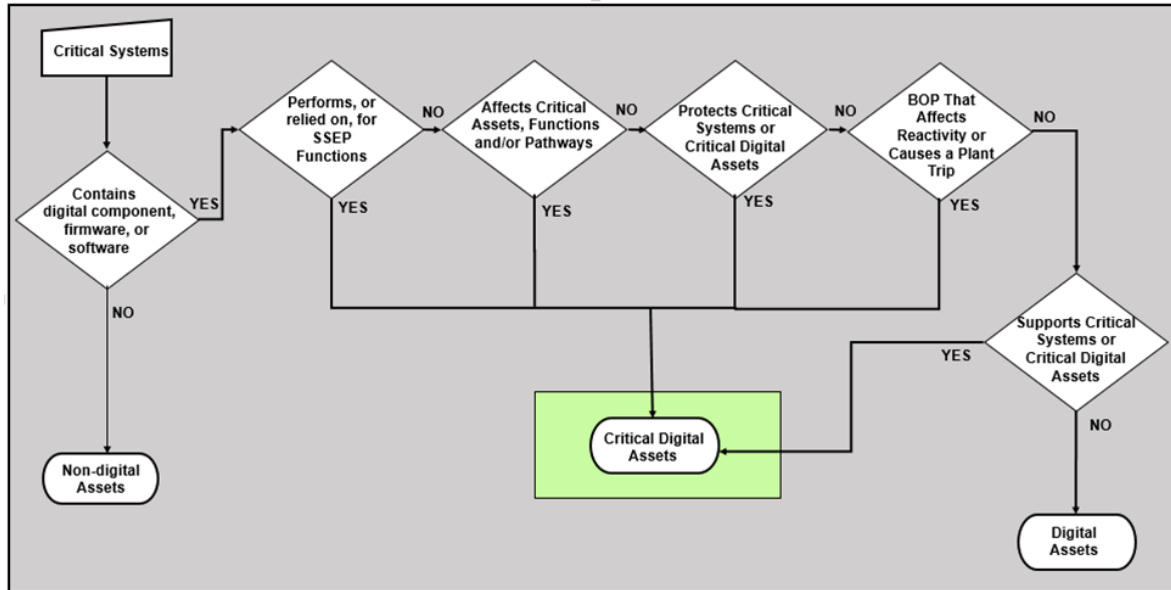 Critical Systems
Contains
digital component,
firmware, or
software
YES
NO
Non-digital
Assets
Performs, or
relied on, for
SSEP
Functions
NO
YES
Affects Critical
Assets, Functions
and/or Pathways
NO
YES
Protects Critical
Systems or
Critical Digital
Assets
NO
YES
BOP That
Affects
Reactivity or
Causes a Plant
Trip
NO
YES
Supports Critical
Systems or
Critical Digital
Assets
YES
NO
Critical Digital
Assets
Digital
Assets